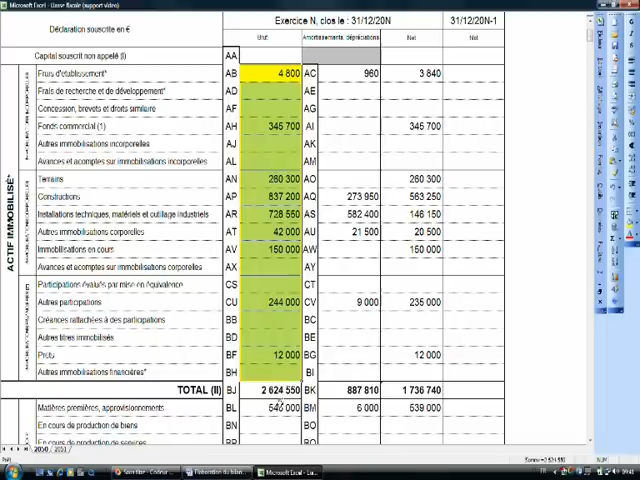 Microsoft Excel - Liasse fiscale (support video)
Déclaration souscrite en €
Exercice N, clos le : 31/12/20N 31/12/20N-1
Brut Amortissements, dépréciations Net Net
Capital souscrit non appelé (I) AA
ACTIF IMMOBILISÉ*
Frais d'établissement* AB 4 800 AC 960 3 840
Frais de recherche et de développement* AD AE
Concession, brevets et droits similaire AF AG
Fonds commercial (1) AH 345 700 AI 345 700
Autres immobilisations incorporelles AJ AK
Avances et acomptes sur immobilisations incorporelles AL AM
Terrains AN 260 300 AO 260 300
Constructions AP 837 200 AQ 273 950 563 250
Installations techniques, matériels et outillage industriels AR 728 550 AS 582 400 146 150
Autres immobilisations corporelles AT 42 000 AU 21 500 20 500
Immobilisations en cours AV 150 000 AW 150 000
Avances et acomptes sur immobilisations corporelles AX AY
Participations évalués par mise en équivalence CS CT
Autres participations CU 244 000 CV 9 000 235 000
Créances rattachées à des participations BB BC
Autres titres immobilisés BD BE
Prêts BF 12 000 BG 12 000
Autres immobilisations financières* BH BI
TOTAL (II) BJ 2 624 550 BK 887 810 1 736 740
Matières premières, approvisionnements BL 545 000 BM 6 000 539 000
En cours de production de biens BN BO
En cours de production de services
2050 2051
Prêt NUM
Microsoft Excel - Lia...
FR 09:41